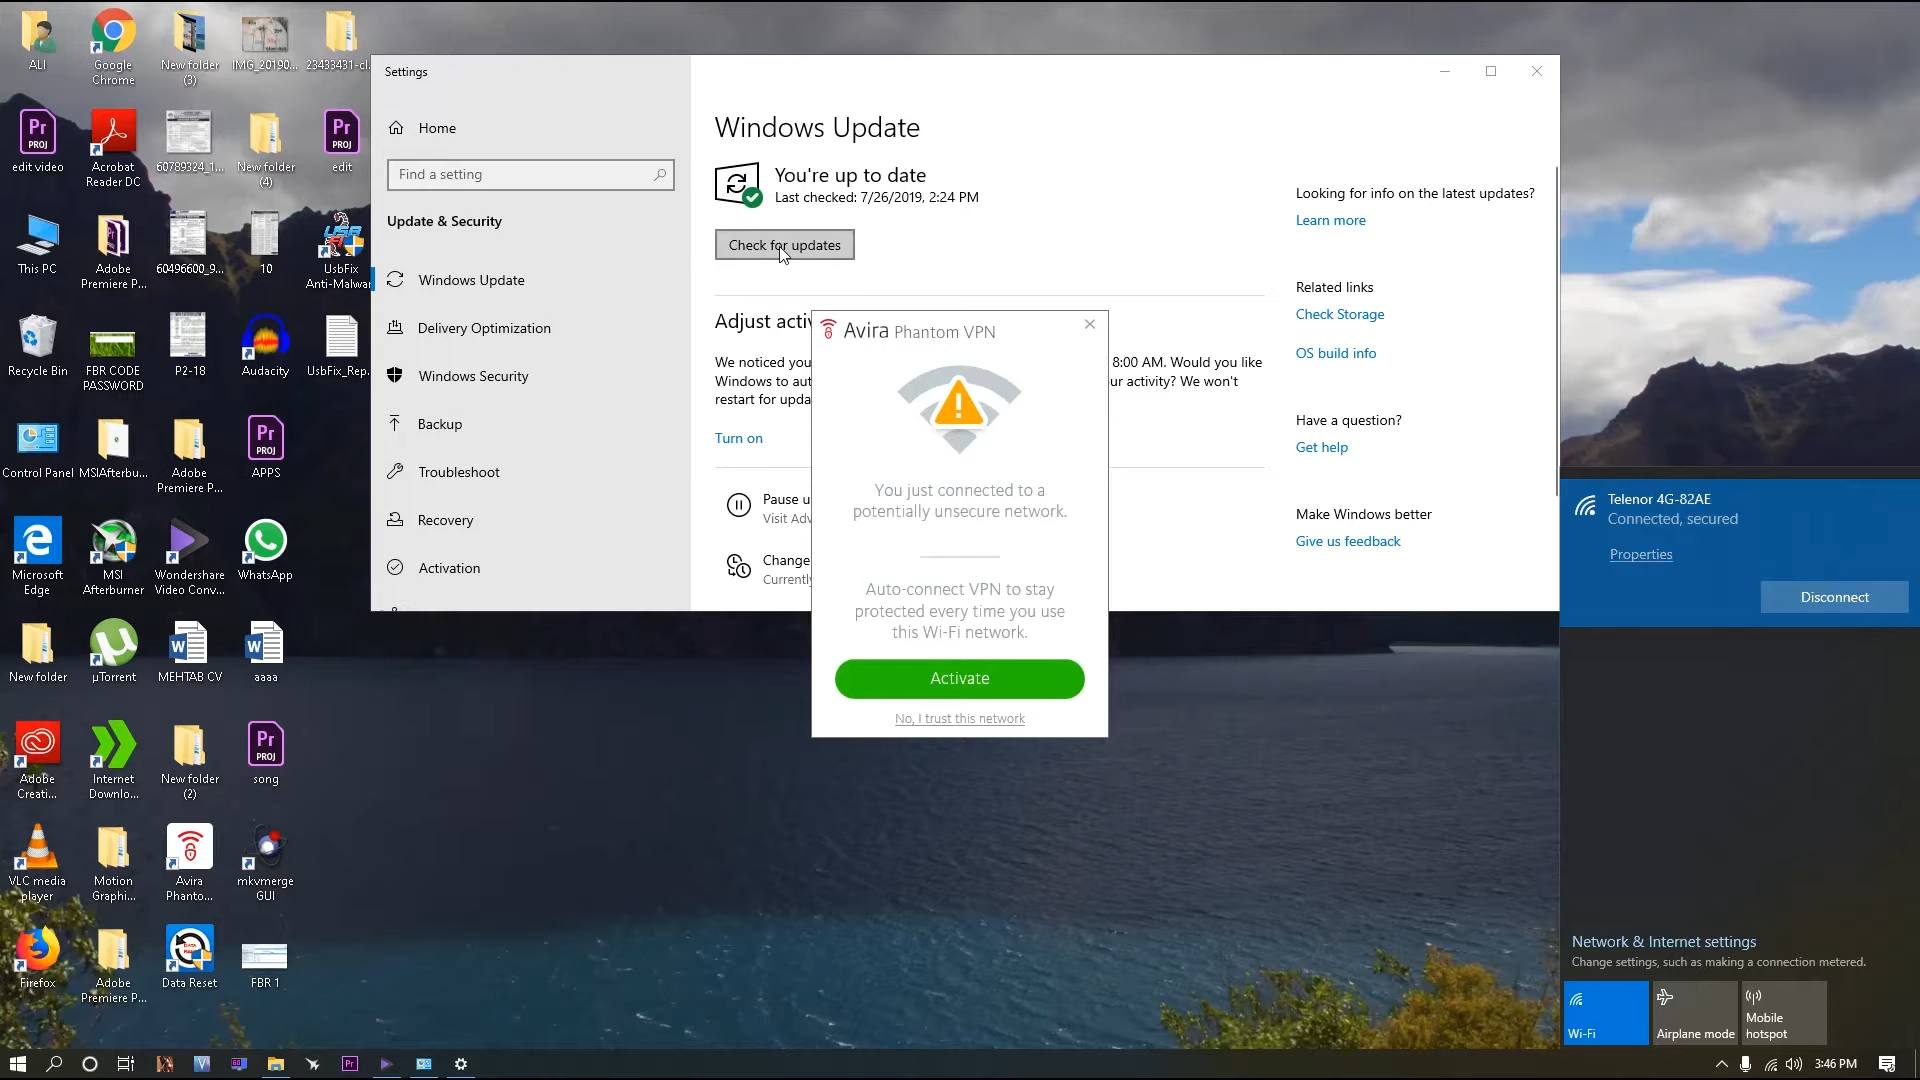 ALI
Google
Chrome
New folder
(3)
IMG_20190...
23433431-cl...
edit video
Acrobat
Reader DC
60789324_1...
New folder
(4)
edit
This PC
Adobe
Premiere P...
60496600_9...
10
UsbFix
Anti-Malwar
Recycle Bin
FBR CODE
PASSWORD
P2-18
Audacity
UsbFix_Rep...
Control Panel
MSIAfterbu...
Adobe
Premiere P...
APPS
Microsoft
Edge
MSI
Afterburner
Wondershare
Video Conv...
WhatsApp
New folder
µTorrent
MEHTAB CV
aaaa
Adobe
Creati...
Internet
Downlo...
New folder
(2)
song
VLC media
player
Motion
Graphi...
Avira
Phanto...
mkvmerge
GUI
Firefox
Adobe
Premiere P...
Data Reset
FBR 1
Settings
Home
Find a setting
Update & Security
Windows Update
Delivery Optimization
Windows Security
Backup
Troubleshoot
Recovery
Activation
Windows Update
You're up to date
Last checked: 7/26/2019, 2:24 PM
Check for updates
Adjust activ
We noticed you 8:00 AM. Would you like
Windows to aut ur activity? We won't
restart for upda
Turn on
Pause u
Visit Adv
Change
Currently
Looking for info on the latest updates?
Learn more
Related links
Check Storage
OS build info
Have a question?
Get help
Make Windows better
Give us feedback
Avira Phantom VPN
You just connected to a
potentially unsecure network.
Auto-connect VPN to stay
protected every time you use
this Wi-Fi network.
Activate
No, I trust this network
Telenor 4G-82AE
Connected, secured
Properties
Disconnect
Network & Internet settings
Change settings, such as making a connection metered.
Wi-Fi
Airplane mode
Mobile
hotspot
3:46 PM